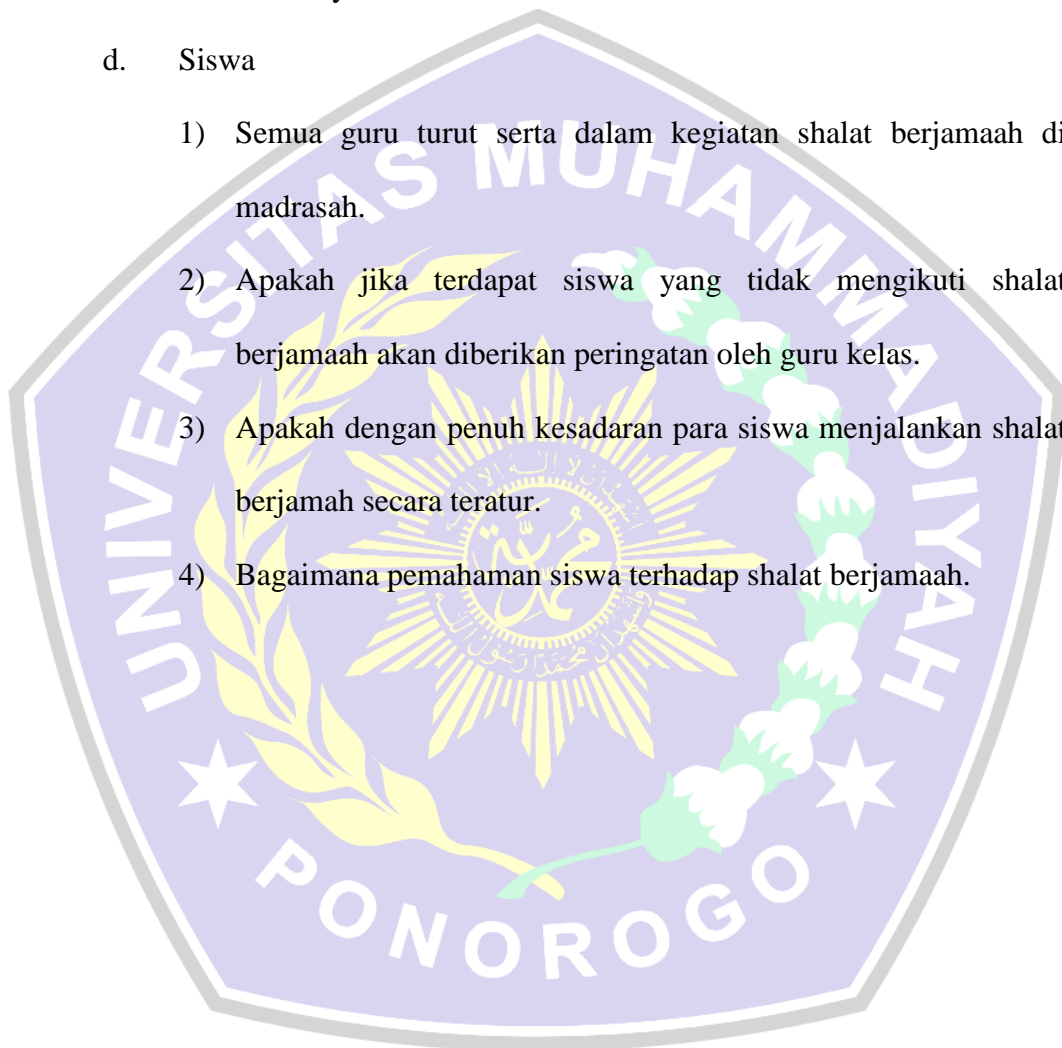 d. Siswa
1) Semua guru turut serta dalam kegiatan shalat berjamaah di
madrasah.
2) Apakah jika terdapat siswa yang tidak mengikuti shalat
berjamaah akan diberikan peringatan oleh guru kelas.
3) Apakah dengan penuh kesadaran para siswa menjalankan shalat
berjamah secara teratur.
4) Bagaimana pemahaman siswa terhadap shalat berjamaah.
UNIVERSITAS MUHAMMADIYAH
PONOROGO
محمد